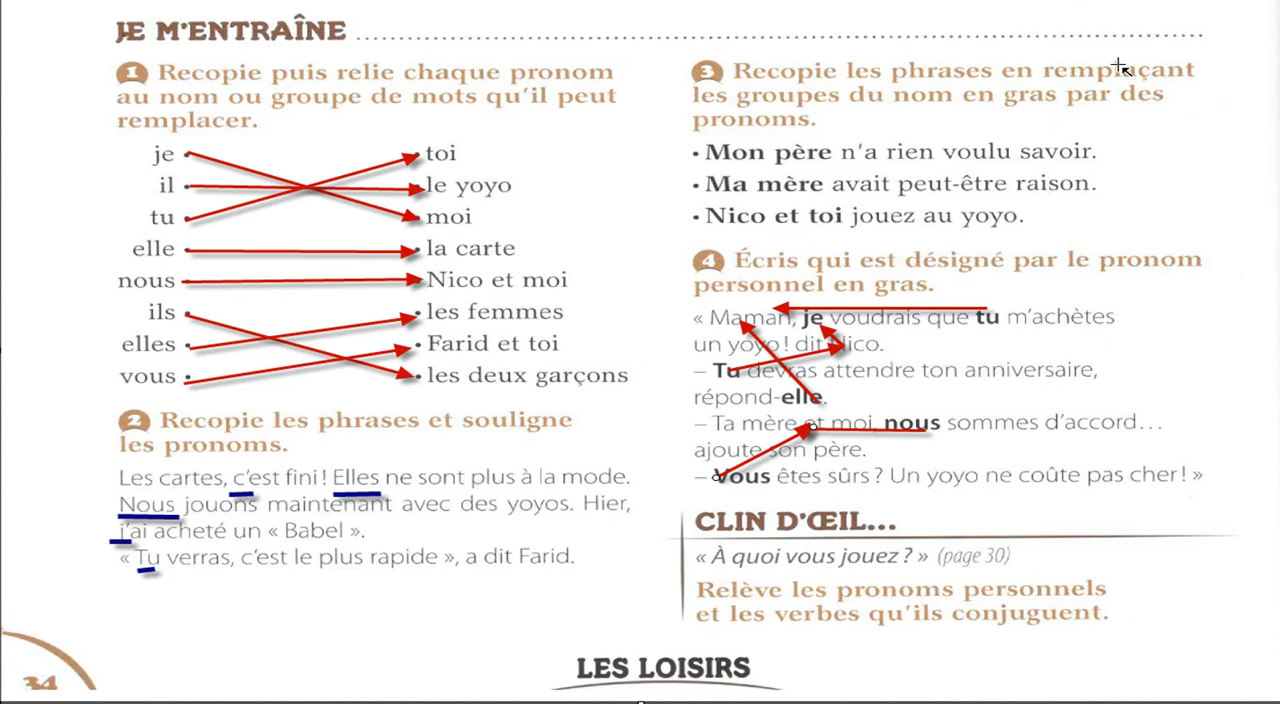 JE M'ENTRAÎNE
1 Recopie puis relie chaque pronom
au nom ou groupe de mots qu'il peut
remplacer.
je • • toi
il • • le yoyo
tu • • moi
elle • • la carte
nous • • Nico et moi
ils • • les femmes
elles • • Farid et toi
vous • • les deux garçons
2 Recopie les phrases et souligne
les pronoms.
Les cartes, c'est fini ! Elles ne sont plus à la mode.
Nous jouons maintenant avec des yoyos. Hier,
j'ai acheté un « Babel ».
« Tu verras, c'est le plus rapide », a dit Farid.
3 Recopie les phrases en remplaçant
les groupes du nom en gras par des
pronoms.
• Mon père n'a rien voulu savoir.
• Ma mère avait peut-être raison.
• Nico et toi jouez au yoyo.
4 Écris qui est désigné par le pronom
personnel en gras.
« Maman, je voudrais que tu m'achètes
un yoyo ! dit Nico.
– Tu devras attendre ton anniversaire,
répond-elle.
– Ta mère et moi, nous sommes d'accord...
ajoute son père.
– Vous êtes sûrs ? Un yoyo ne coûte pas cher ! »
CLIN D'ŒIL...
« À quoi vous jouez ? » (page 30)
Relève les pronoms personnels
et les verbes qu'ils conjuguent.
34
LES LOISIRS